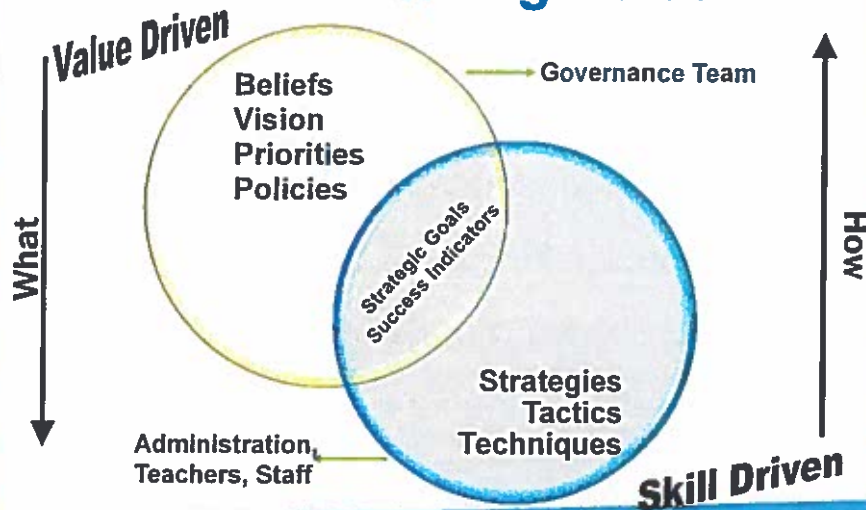 Value Driven
Beliefs
Vision
Priorities
Policies
Governance Team
What
How
Strategic Goals
Success Indicators
Strategies
Tactics
Techniques
Administration,
Teachers, Staff
Skill Driven